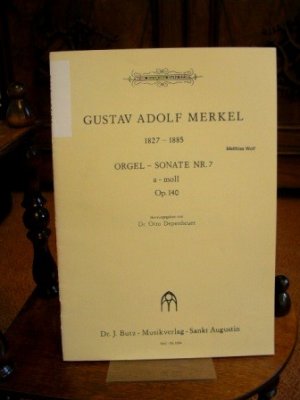 GUSTAV ADOLF MERKEL
1827 - 1885
Matthias Wolf
ORGEL - SONATE NR. 7
a - moll
Op. 140
Herausgegeben von
Dr. Otto Depenheuer
Dr. J. Butz - Musikverlag - Sankt Augustin